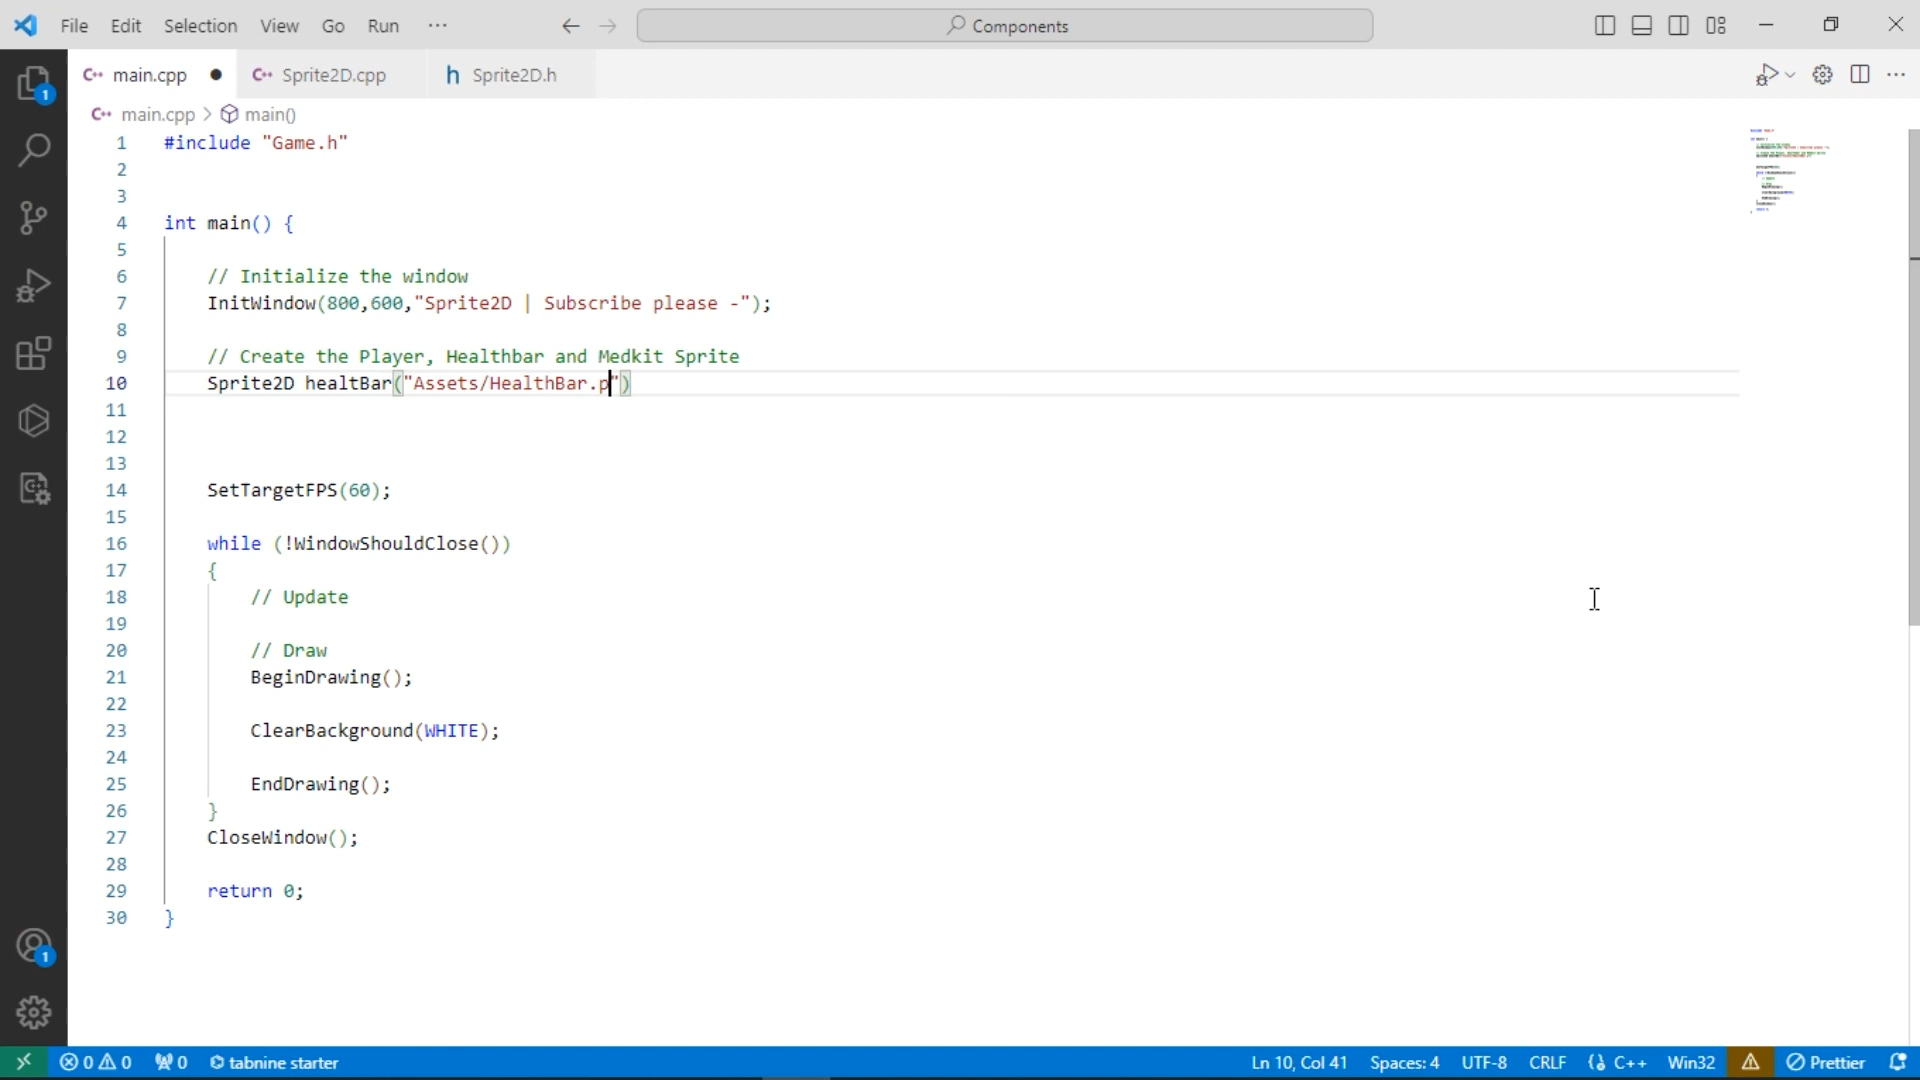 File Edit Selection View Go Run ··· Components
main.cpp Sprite2D.cpp h Sprite2D.h
main.cpp > main()
1 #include "Game.h"
2
3
4 int main() {
5
6 // Initialize the window
7 InitWindow(800,600,"Sprite2D | Subscribe please -");
8
9 // Create the Player, Healthbar and Medkit Sprite
10 Sprite2D healtBar("Assets/HealthBar.p")
11
12
13
14 SetTargetFPS(60);
15
16 while (!WindowShouldClose())
17 {
18 // Update
19
20 // Draw
21 BeginDrawing();
22
23 ClearBackground(WHITE);
24
25 EndDrawing();
26 }
27 CloseWindow();
28
29 return 0;
30 }
1
1
0 0 0 tabnine starter Ln 10, Col 41 Spaces: 4 UTF-8 CRLF C++ Win32 Prettier